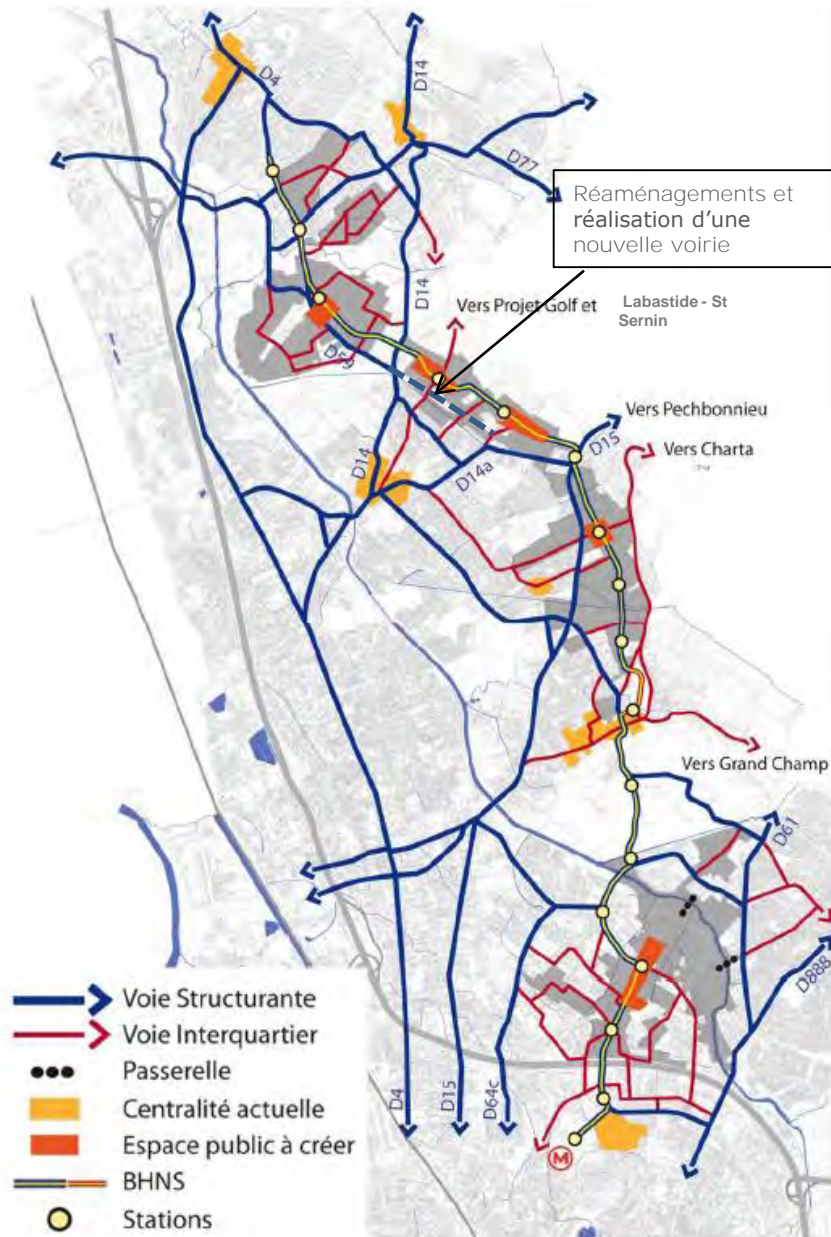 D4
D14
D77
Réaménagements et
réalisation d'une
nouvelle voirie
D14
Vers Projet Golf et Labastide - St
Sernin
D59
Vers Pechbonnieu
D15
Vers Charta
D14
D14a
Vers Grand Champ
D61
D888
D4
D15
D64c
M
Voie Structurante
Voie Interquartier
Passerelle
Centralité actuelle
Espace public à créer
BHNS
Stations